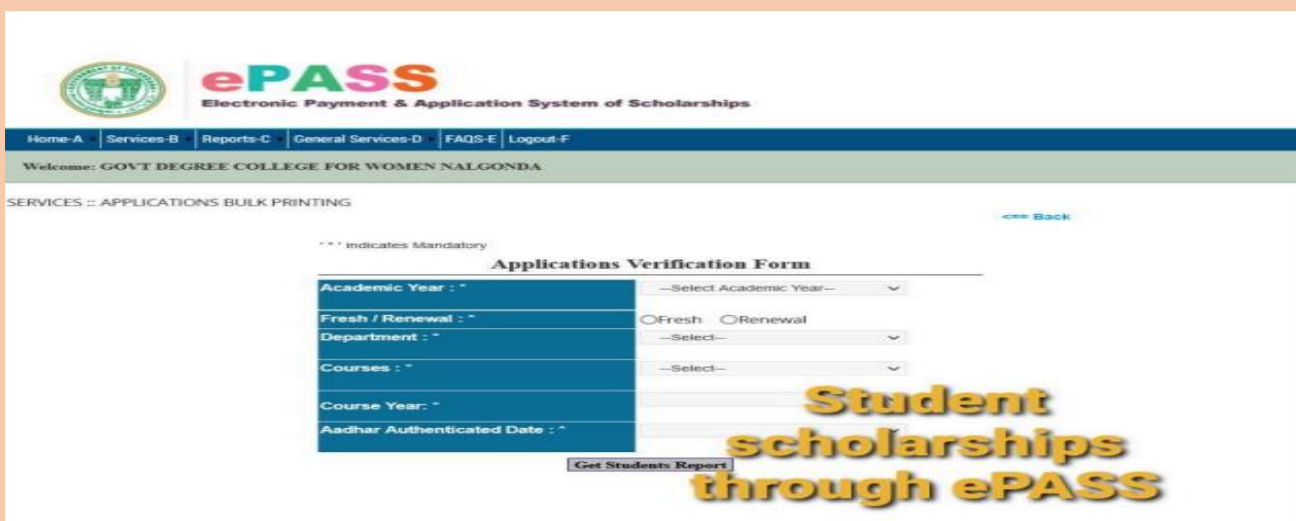 ePASS
Electronic Payment & Application System of Scholarships
Home-A Services-B Reports-C General Services-D FAQS-E Logout-F
Welcome: GOVT DEGREE COLLEGE FOR WOMEN NALGONDA
SERVICES :: APPLICATIONS BULK PRINTING
<== Back
'*' Indicates Mandatory
Applications Verification Form
Academic Year : * --Select Academic Year--
Fresh / Renewal : * Fresh Renewal
Department : * --Select--
Courses : * --Select--
Course Year: *
Aadhar Authenticated Date : *
Get Students Report
Student
scholarships
through ePASS